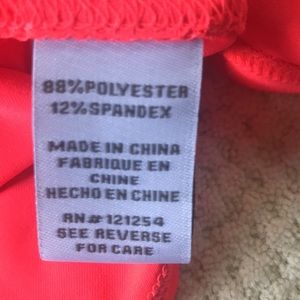 88%POLYESTER
12%SPANDEX
MADE IN CHINA
FABRIQUE EN
CHINE
HECHO EN CHINE
RN# 121254
SEE REVERSE
FOR CARE